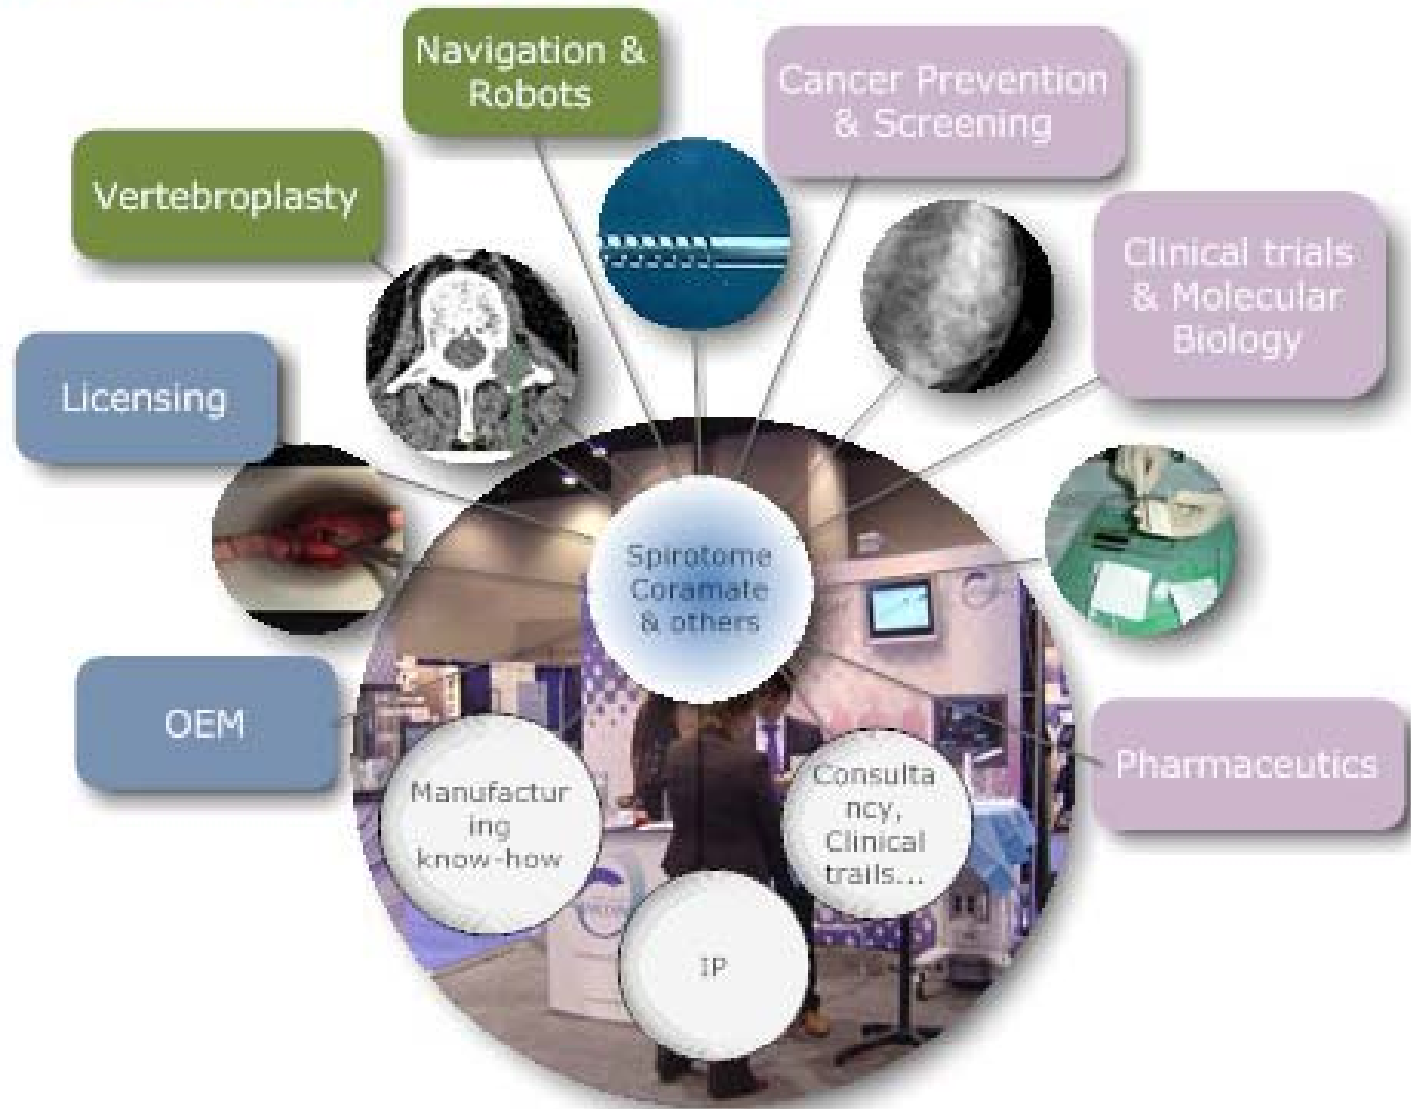 Navigation &
Robots
Cancer Prevention
& Screening
Vertebroplasty
Clinical trials
& Molecular
Biology
Licensing
Spirotome
Coramate
& others
OEM
Pharmaceutics
Manufactur
ing
know-how
Consulta
ncy,
Clinical
trails...
IP